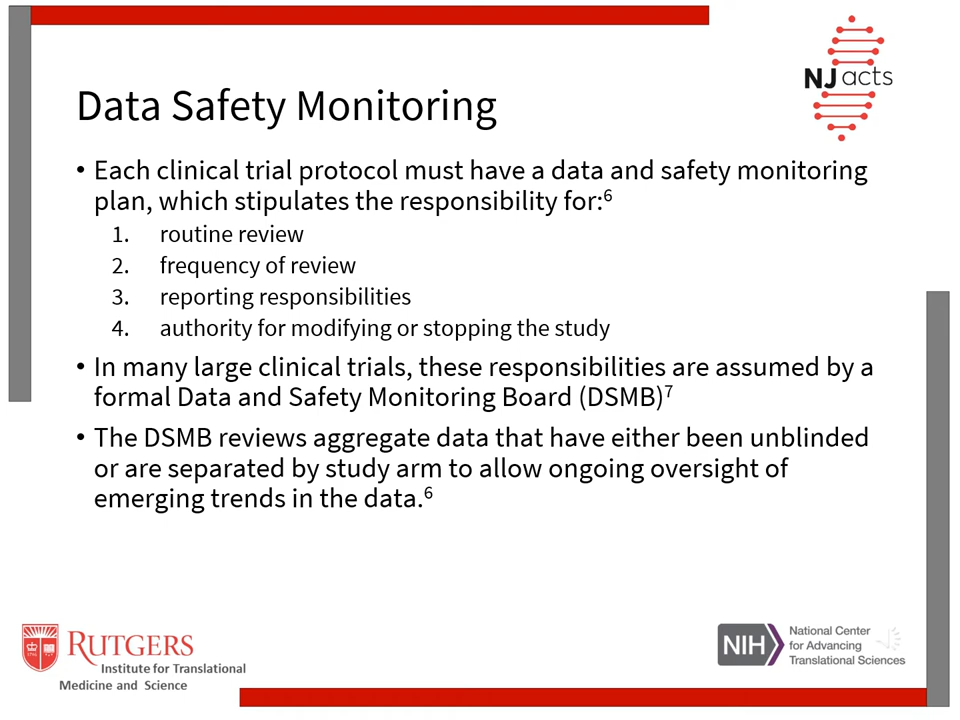 NJ acts
Data Safety Monitoring
• Each clinical trial protocol must have a data and safety monitoring
plan, which stipulates the responsibility for:⁶
1. routine review
2. frequency of review
3. reporting responsibilities
4. authority for modifying or stopping the study
• In many large clinical trials, these responsibilities are assumed by a
formal Data and Safety Monitoring Board (DSMB)⁷
• The DSMB reviews aggregate data that have either been unblinded
or are separated by study arm to allow ongoing oversight of
emerging trends in the data.⁶
RUTGERS
Institute for Translational
Medicine and Science
NIH
National Center
for Advancing
Translational Sciences